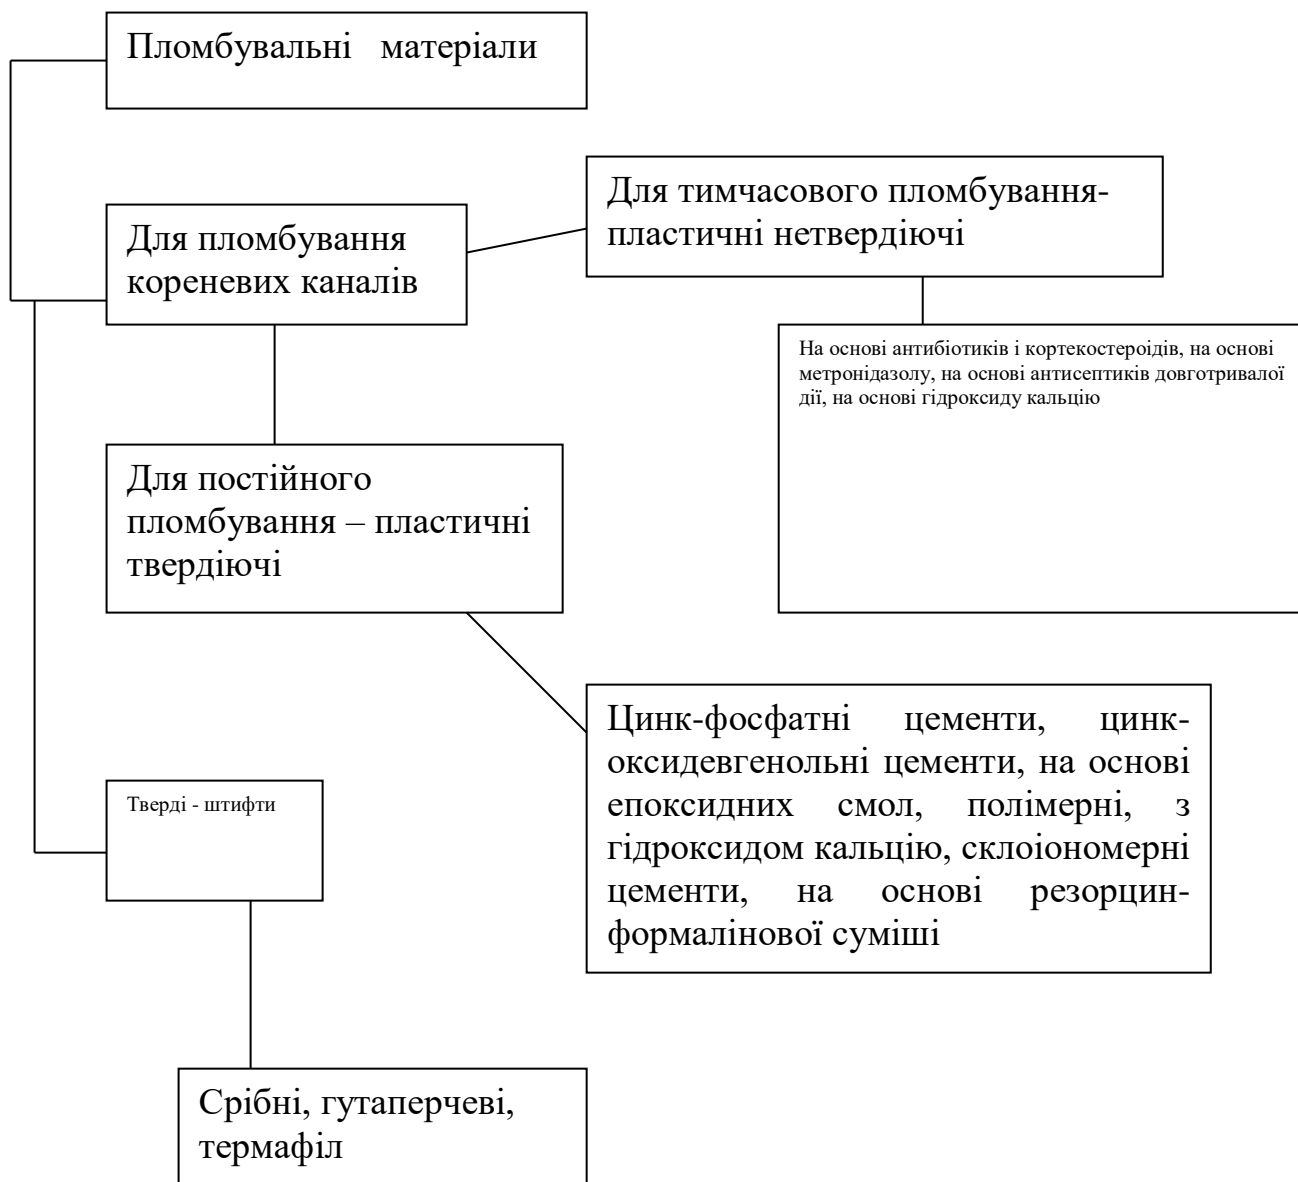 Пломбувальні матеріали
Для тимчасового пломбування-
пластичні нетвердіючі
Для пломбування
кореневих каналів
На основі антибіотиків і кортекостероідів, на основі
метронідазолу, на основі антисептиків довготривалої
дії, на основі гідроксиду кальцію
Для постійного
пломбування – пластичні
твердіючі
Цинк-фосфатні цементи, цинк-
оксидевгенольні цементи, на основі
епоксидних смол, полімерні, з
гідроксидом кальцію, склоіономерні
цементи, на основі резорцин-
формалінової суміші
Тверді - штифти
Срібні, гутаперчеві,
термафіл